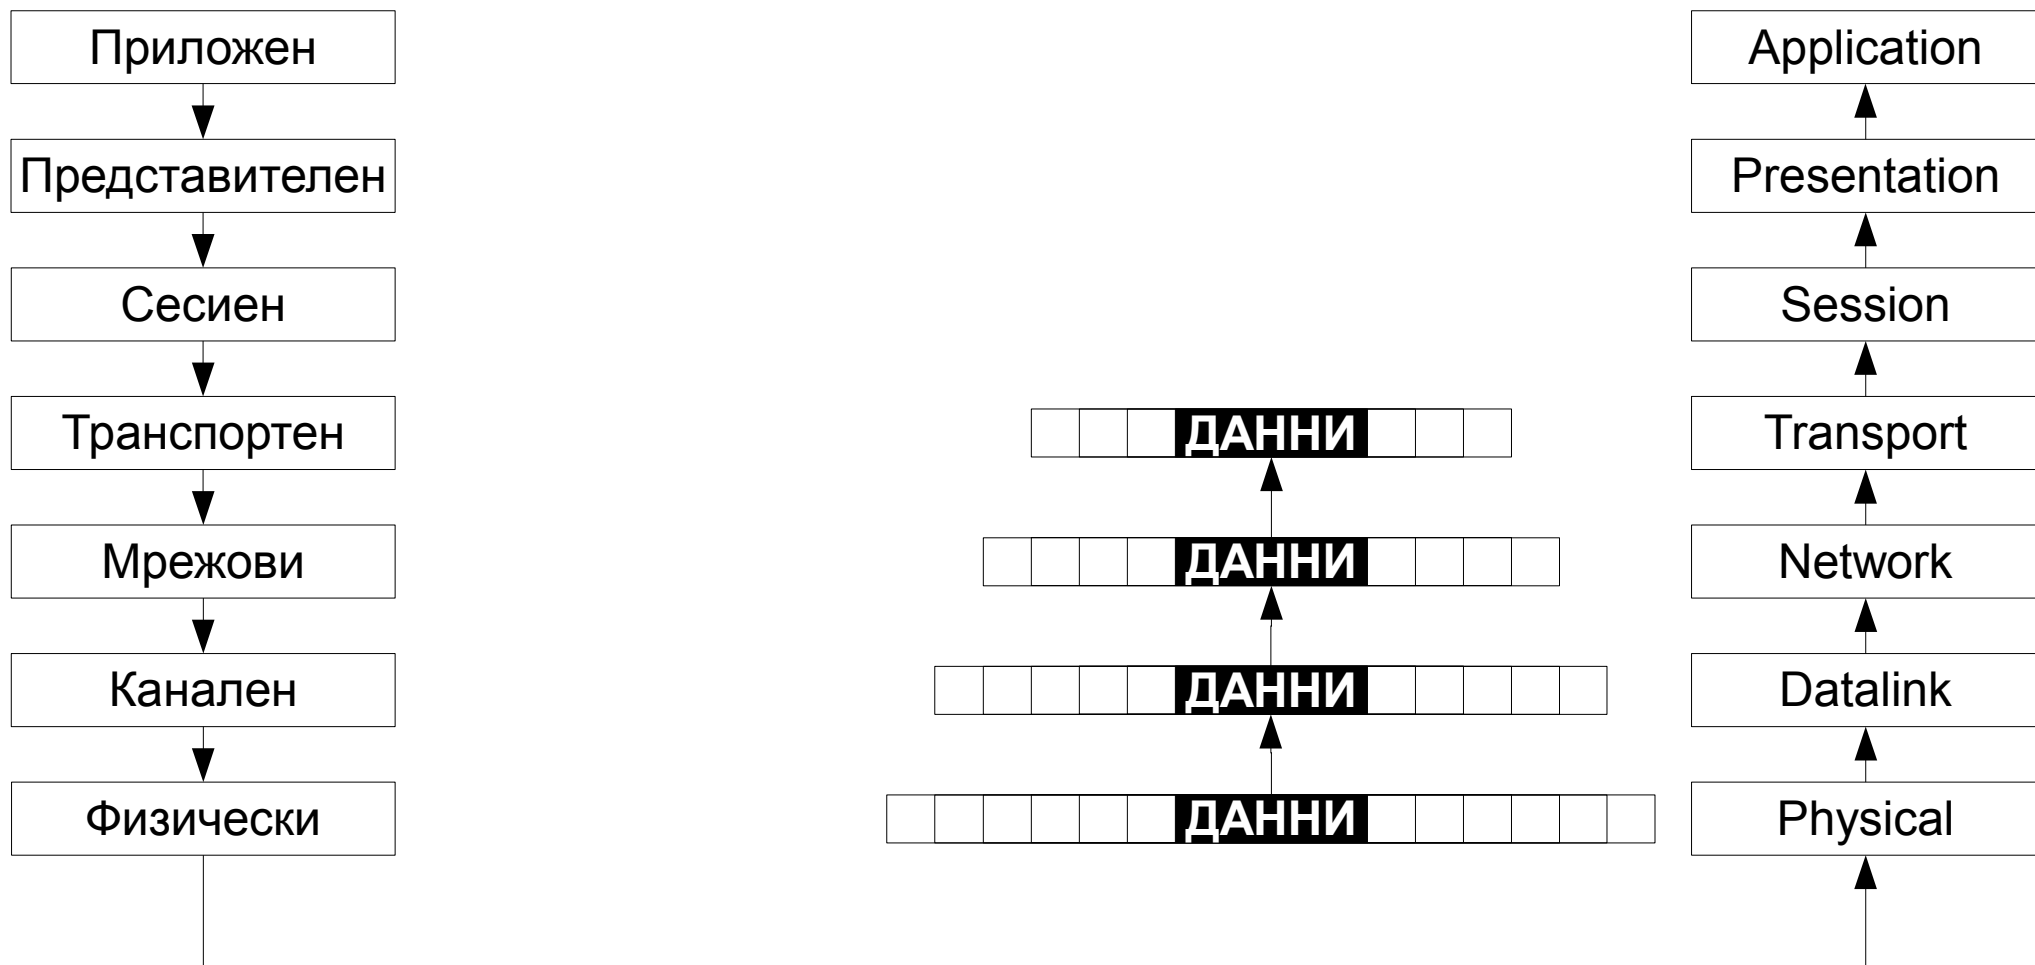 Приложен
Application
Представителен
Presentation
Сесиен
Session
Транспортен
ДАННИ
Transport
Мрежови
ДАННИ
Network
Канален
ДАННИ
Datalink
Физически
ДАННИ
Physical